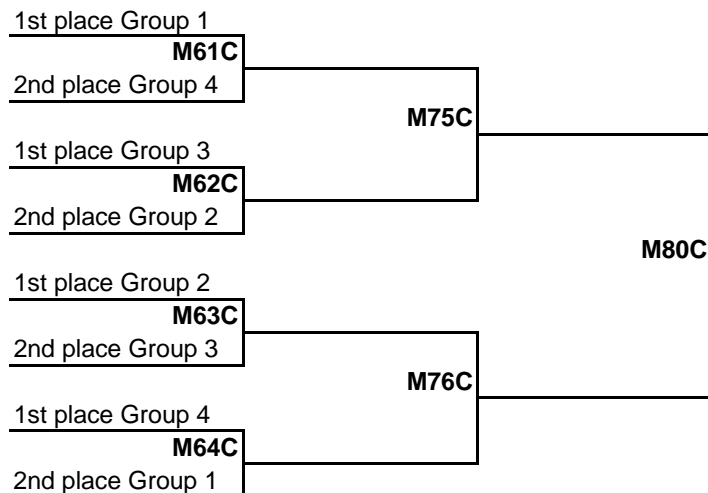 1st place Group 1
M61C
2nd place Group 4
M75C
1st place Group 3
M62C
2nd place Group 2
M80C
1st place Group 2
M63C
2nd place Group 3
M76C
1st place Group 4
M64C
2nd place Group 1